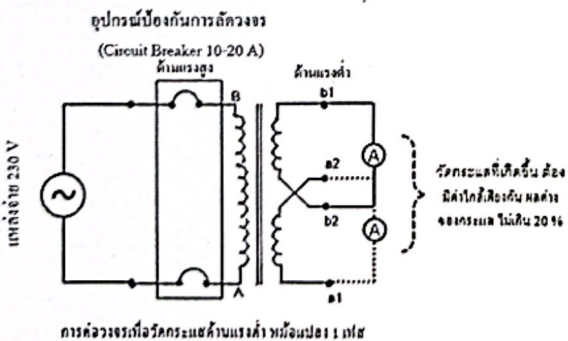 อุปกรณ์ป้องกันการลัดวงจร
(Circuit Breaker 10-20 A)
ด้านแรงสูง
ด้านแรงต่ำ
B
b1
A
a2
b2
A
A
a1
แหล่งจ่าย 230 V
วัดกระแสที่เกิดขึ้น ต้อง
มีค่าใกล้เคียงกัน ผลต่าง
ของกระแส ไม่เกิน 20 %
การต่อวงจรเพื่อวัดกระแสด้านแรงต่ำ หม้อแปลง 1 เฟส